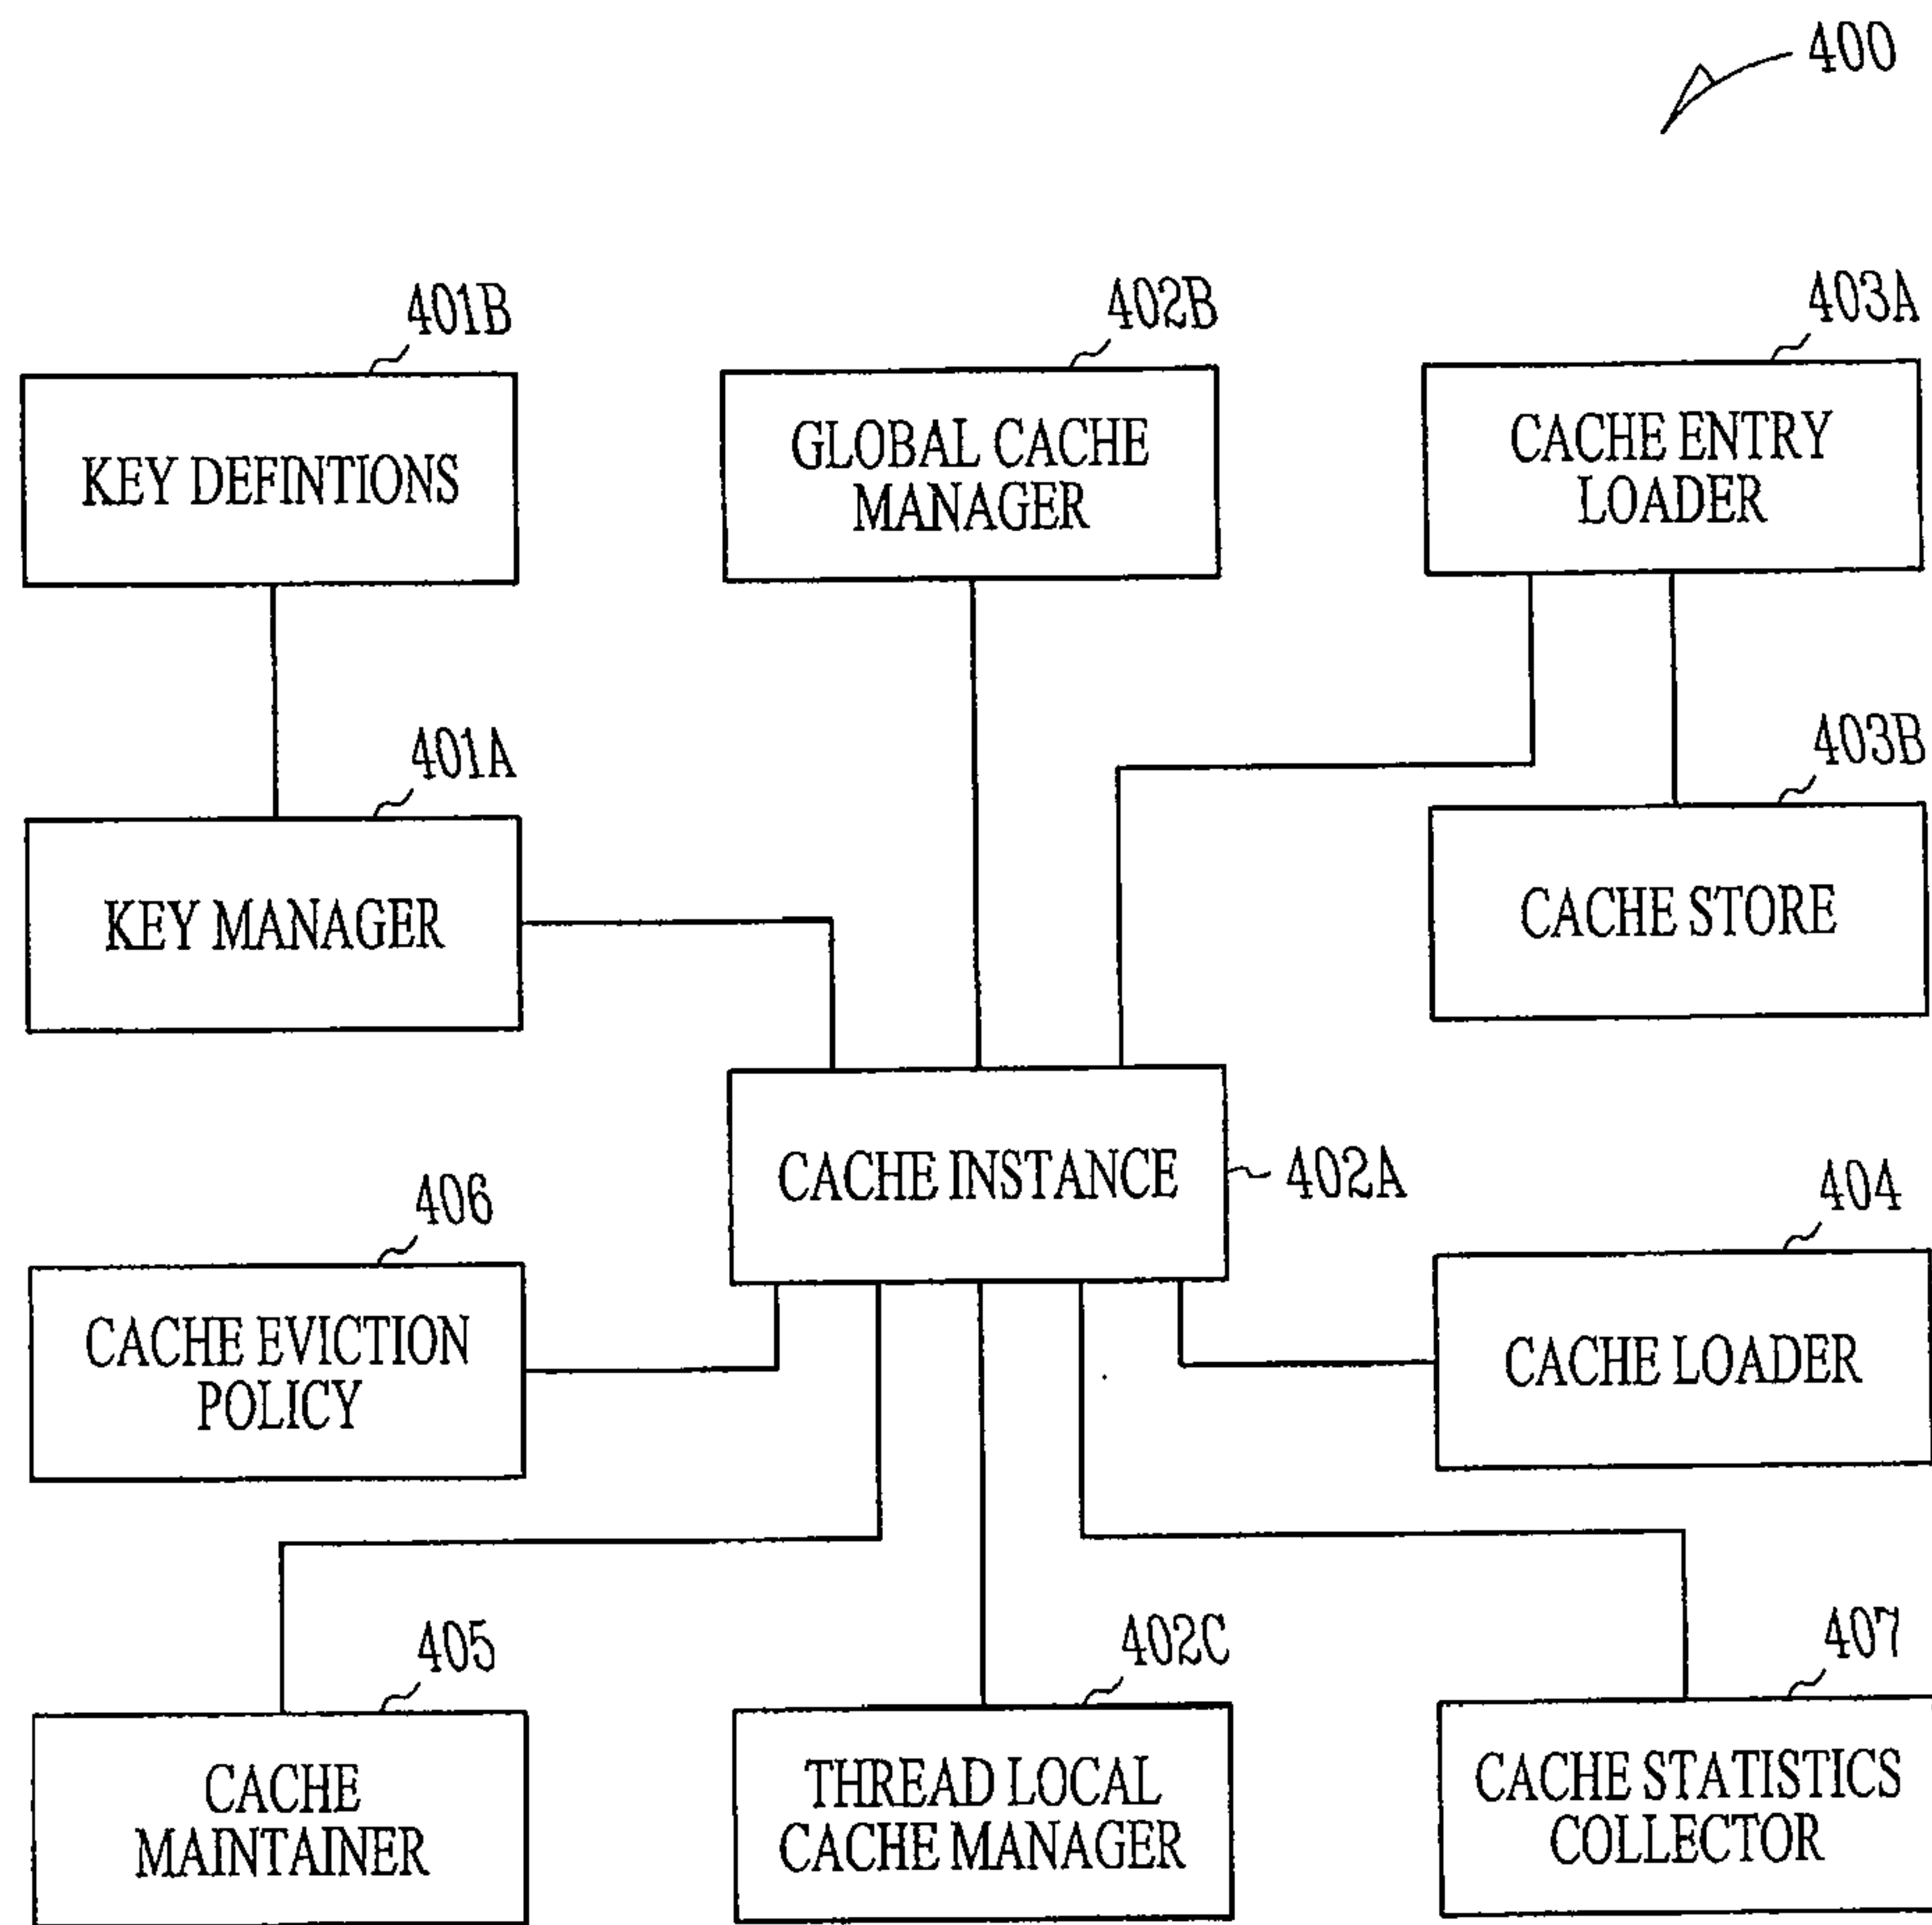 400
401B
402B
403A
KEY DEFINTIONS
GLOBAL CACHE
MANAGER
CACHE ENTRY
LOADER
401A
403B
KEY MANAGER
CACHE STORE
CACHE INSTANCE
402A
406
404
CACHE EVICTION
POLICY
CACHE LOADER
405
402C
407
CACHE
MAINTAINER
THREAD LOCAL
CACHE MANAGER
CACHE STATISTICS
COLLECTOR